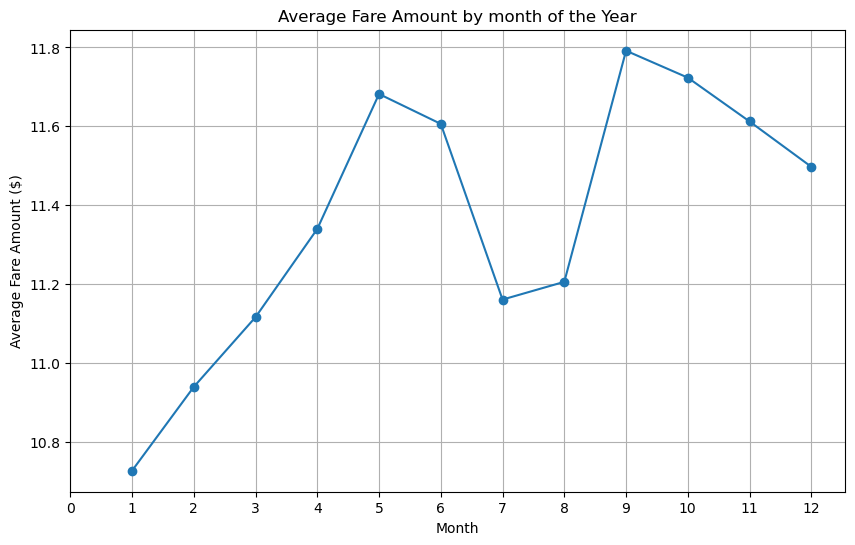 Average Fare Amount by month of the Year
Average Fare Amount ($)
11.8
11.6
11.4
11.2
11.0
10.8
0 1 2 3 4 5 6 7 8 9 10 11 12
Month